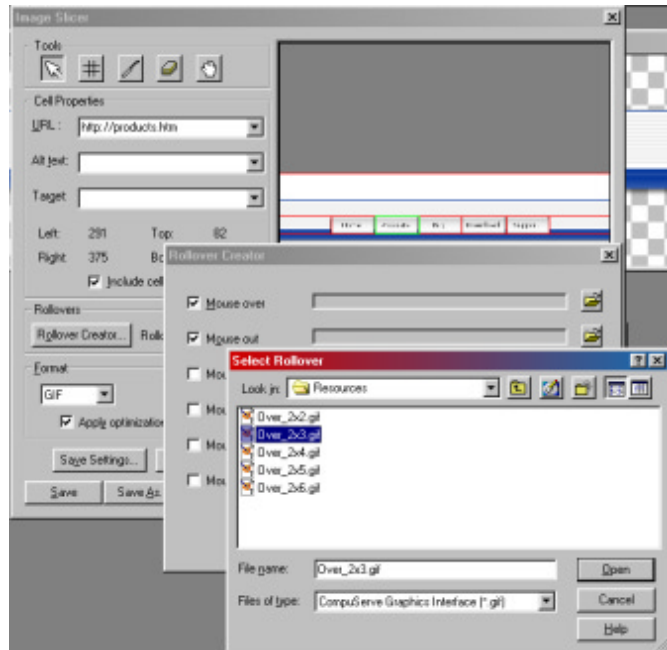 Image Slicer
Tools
Cell Properties
URL: http://products.htm
Alt text:
Target:
Left: 291 Top: 82
Right: 375
Include cell
Rollovers
Rollover Creator...
Format
GIF
Apply optimization
Save Settings...
Save Save As.
Rollover Creator
Mouse over
Mouse out
Select Rollover
Look in: Resources
Over_2x2.gif
Over_2x3.gif
Over_2x4.gif
Over_2x5.gif
Over_2x6.gif
File name: Over_2x3.gif Open
Files of type: CompuServe Graphics Interface (*.gif) Cancel
Help